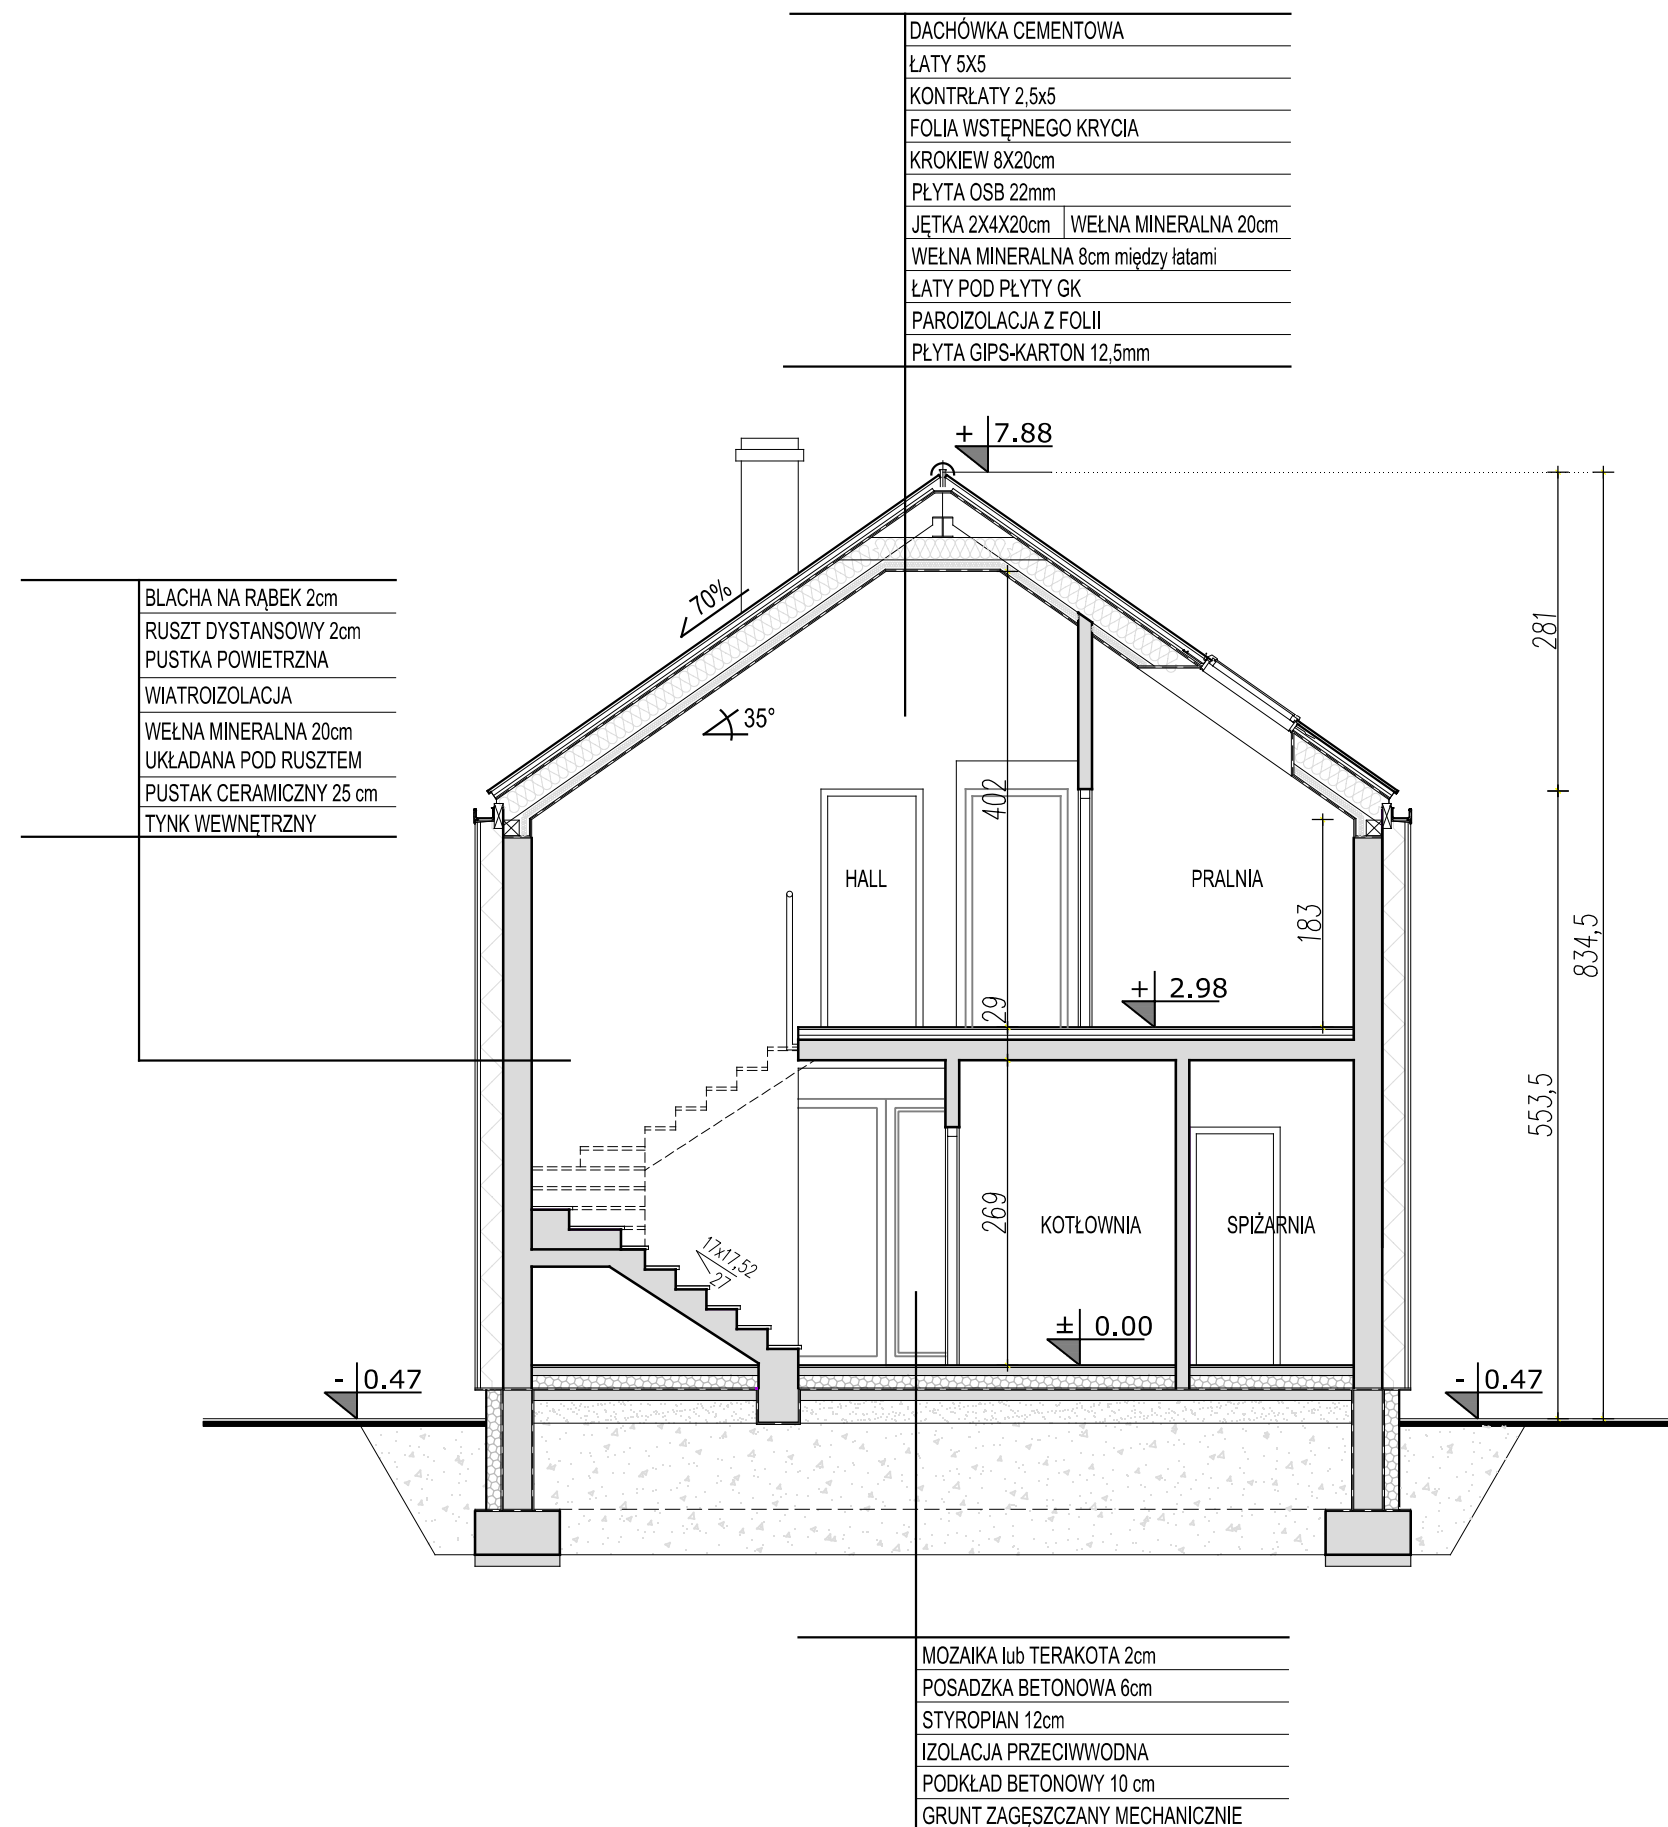 DACHÓWKA CEMENTOWA
ŁATY 5X5
KONTRŁATY 2,5x5
FOLIA WSTĘPNEGO KRYCIA
KROKIEW 8X20cm
PŁYTA OSB 22mm
JĘTKA 2X4X20cm WEŁNA MINERALNA 20cm
WEŁNA MINERALNA 8cm między łatami
ŁATY POD PŁYTY GK
PAROIZOLACJA Z FOLII
PŁYTA GIPS-KARTON 12,5mm
+ 7.88
BLACHA NA RĄBEK 2cm
RUSZT DYSTANSOWY 2cm
PUSTKA POWIETRZNA
WIATROIZOLACJA
WEŁNA MINERALNA 20cm
UKŁADANA POD RUSZTEM
PUSTAK CERAMICZNY 25 cm
TYNK WEWNĘTRZNY
70%
35°
281
402
HALL
PRALNIA
183
834,5
+ 2.98
29
553,5
269
KOTŁOWNIA
SPIŻARNIA
17x17,52
27
± 0.00
- 0.47
- 0.47
MOZAIKA lub TERAKOTA 2cm
POSADZKA BETONOWA 6cm
STYROPIAN 12cm
IZOLACJA PRZECIWWODNA
PODKŁAD BETONOWY 10 cm
GRUNT ZAGĘSZCZANY MECHANICZNIE